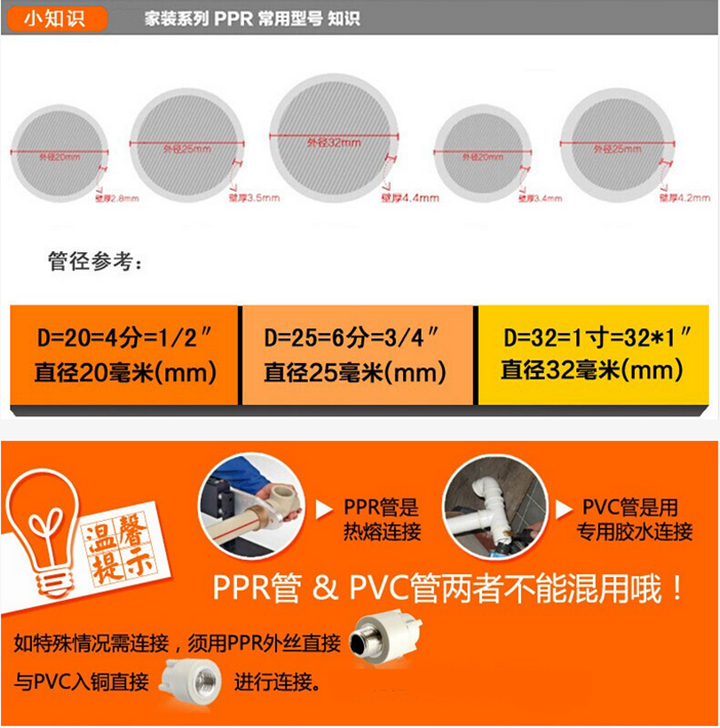 小知识
家装系列 PPR 常用型号 知识
外径20mm
壁厚2.8mm
外径25mm
壁厚3.5mm
外径32mm
壁厚4.4mm
外径20mm
壁厚3.4mm
外径25mm
壁厚4.2mm
管径参考:
D=20=4分=1/2″
直径20毫米(mm)
D=25=6分=3/4″
直径25毫米(mm)
D=32=1寸=32*1″
直径32毫米(mm)
温馨
提示
PPR管是
热熔连接
PVC管是用
专用胶水连接
PPR管 & PVC管两者不能混用哦！
如特殊情况需连接，须用PPR外丝直接
与PVC入铜直接 进行连接。